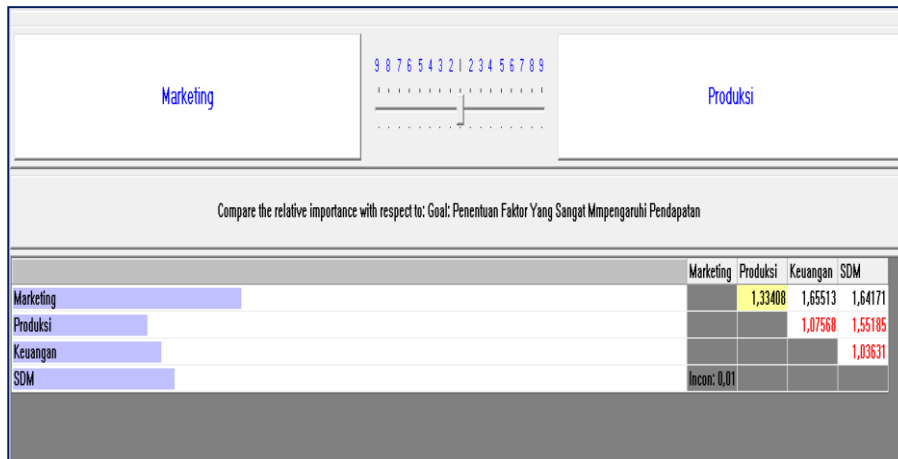 9 8 7 6 5 4 3 2 1 2 3 4 5 6 7 8 9
Marketing
Produksi
Compare the relative importance with respect to: Goal: Penentuan Faktor Yang Sangat Mmpengaruhi Pendapatan
Marketing Produksi Keuangan SDM
Marketing 1,33408 1,65513 1,64171
Produksi 1,07568 1,55185
Keuangan 1,03631
SDM Incon: 0,01